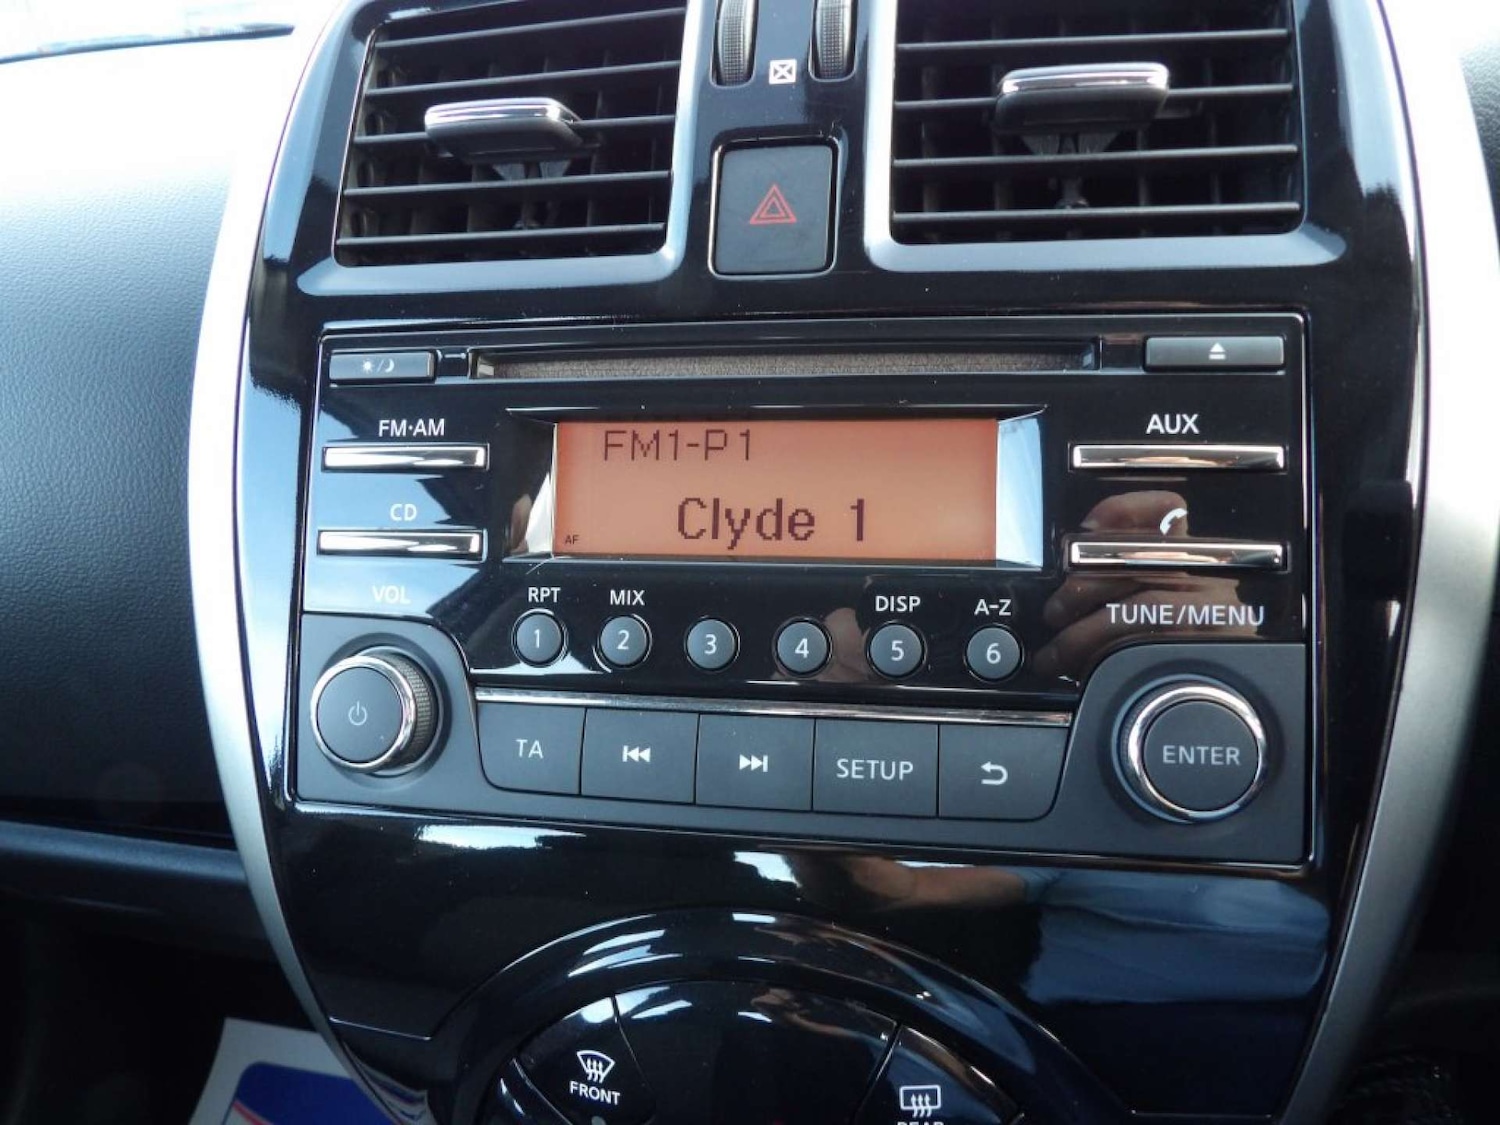 FM·AM
AUX
FM1-P1
CD
Clyde 1
AF
VOL
RPT
MIX
DISP
A-Z
TUNE/MENU
1
2
3
4
5
6
TA
SETUP
ENTER
FRONT
REAR